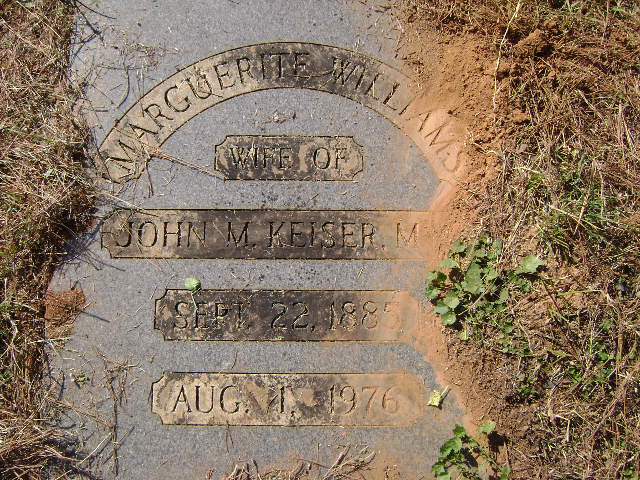 MARGUERITE WILLIAMS
WIFE OF
JOHN M. KEISER, M
SEPT. 22, 1885
AUG. 1, 1976